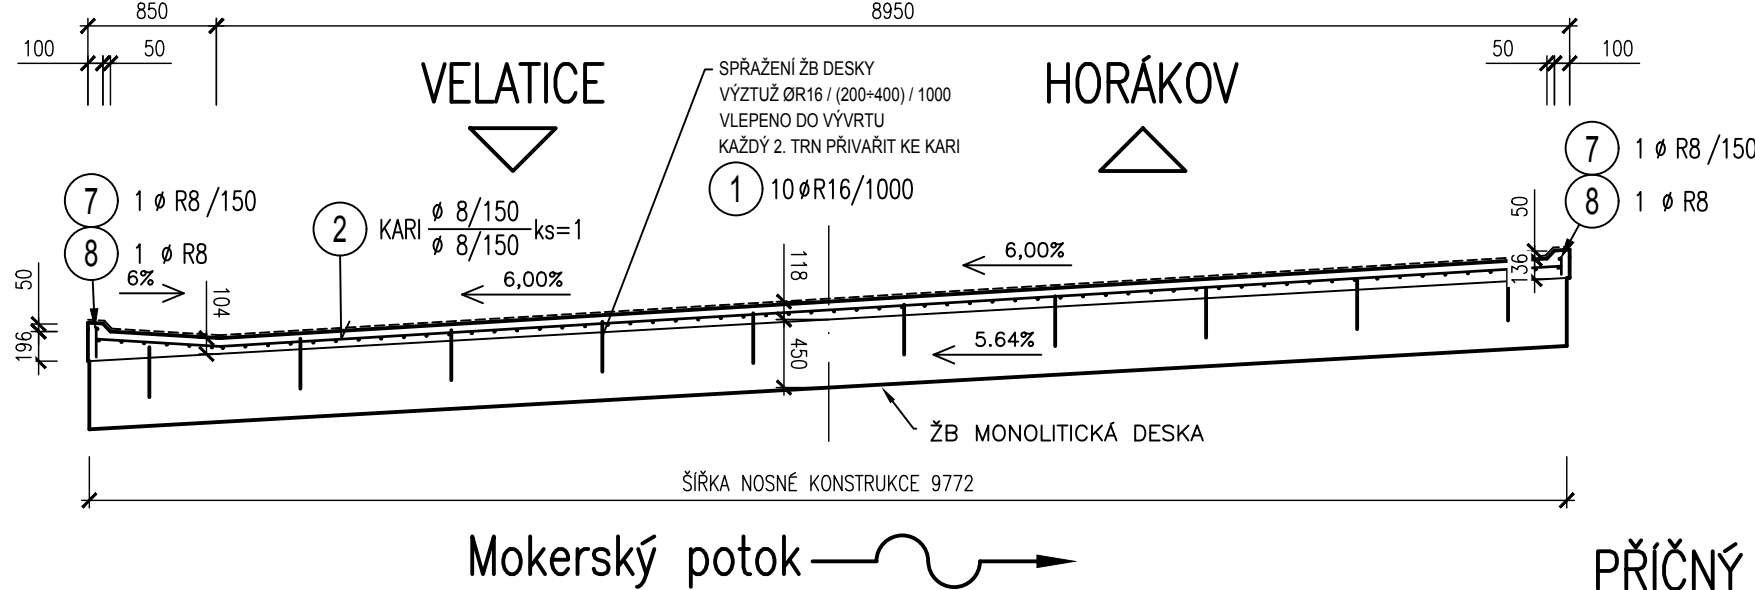 850
8950
100
50
50
100
VELATICE
SPŘAŽENÍ ŽB DESKY
VÝZTUŽ ØR16 / (200÷400) / 1000
VLEPENO DO VÝVRTU
KAŽDÝ 2. TRN PŘIVAŘIT KE KARI
HORÁKOV
1
10øR16/1000
7
1 ø R8 /150
8
1 ø R8
7
1 ø R8 /150
8
1 ø R8
2
KARI ø 8/150
ø 8/150
ks=1
50
196
6%
104
6,00%
118
450
6,00%
5.64%
50
136
ŽB MONOLITICKÁ DESKA
ŠÍŘKA NOSNÉ KONSTRUKCE 9772
Mokerský potok
PŘÍČNÝ